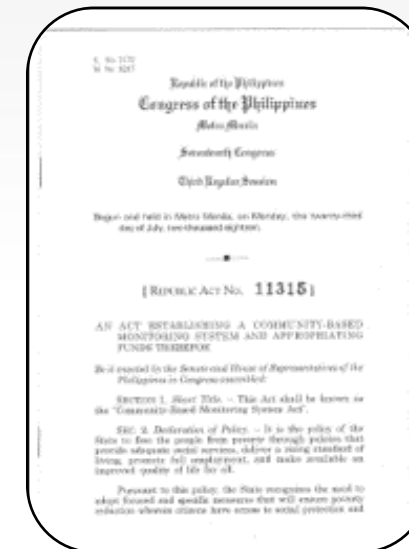 Republic of the Philippines
Congress of the Philippines
Metro Manila
Seventeenth Congress
Third Regular Session
Begun and held in Metro Manila, on Monday, the twenty-third
day of July, two thousand eighteen.
[ REPUBLIC ACT NO. 11315 ]
AN ACT ESTABLISHING A COMMUNITY-BASED
MONITORING SYSTEM AND APPROPRIATING
FUNDS THEREFOR
Be it enacted by the Senate and House of Representatives of the
Philippines in Congress assembled:
SECTION 1. Short Title. – This Act shall be known as
the "Community-Based Monitoring System Act".
SEC. 2. Declaration of Policy. – It is the policy of the
State to free the people from poverty through policies that
provide adequate social services, deliver a rising standard of
living, promote full employment, and make available an
improved quality of life for all.
Pursuant to this policy, the State recognizes the need to
adopt focused and specific measures that will ensure poverty
reduction wherein citizens have access to social protection and